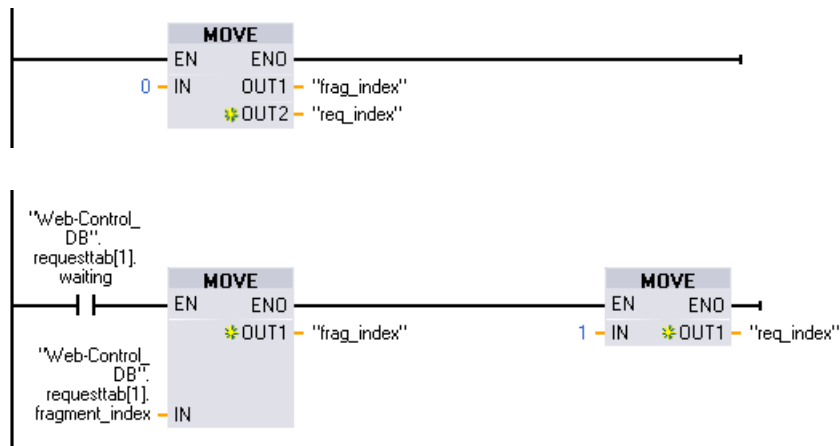 MOVE
EN ENO
0 IN OUT1 "frag_index"
OUT2 "req_index"
"Web-Control_
DB".
requesttab[1].
waiting
MOVE MOVE
EN ENO EN ENO
OUT1 "frag_index" 1 IN OUT1 "req_index"
"Web-Control_
DB".
requesttab[1].
fragment_index IN